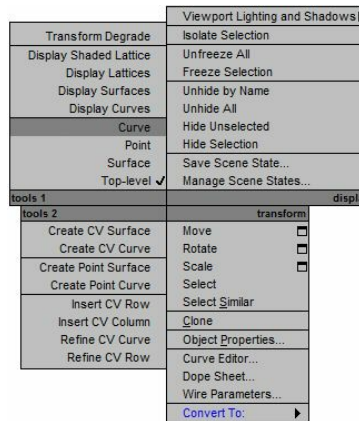 Viewport Lighting and Shadows
Transform Degrade
Isolate Selection
Display Shaded Lattice
Unfreeze All
Display Lattices
Freeze Selection
Display Surfaces
Unhide by Name
Display Curves
Unhide All
Curve
Hide Unselected
Point
Hide Selection
Surface
Save Scene State...
Top-level ✓
Manage Scene States...
tools 1
displ
tools 2
transform
Create CV Surface
Move
Create CV Curve
Rotate
Create Point Surface
Scale
Create Point Curve
Select
Insert CV Row
Select Similar
Insert CV Column
Clone
Refine CV Curve
Object Properties...
Refine CV Row
Curve Editor...
Dope Sheet...
Wire Parameters...
Convert To: